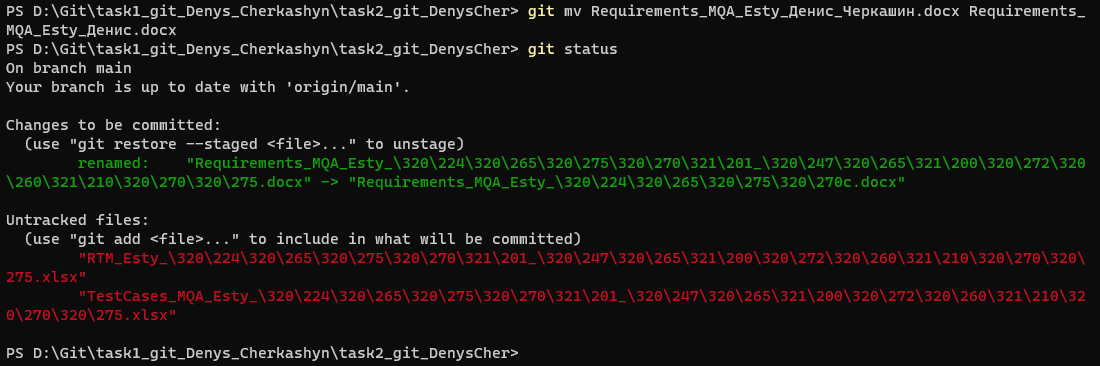 PS D:\Git\task1_git_Denys_Cherkashyn\task2_git_DenysCher> git mv Requirements_MQA_Esty_Денис_Черкашин.docx Requirements_
MQA_Esty_Денис.docx
PS D:\Git\task1_git_Denys_Cherkashyn\task2_git_DenysCher> git status
On branch main
Your branch is up to date with 'origin/main'.
Changes to be committed:
(use "git restore --staged <file>..." to unstage)
renamed: "Requirements_MQA_Esty_\320\224\320\265\320\275\320\270\321\201_\320\247\320\265\321\200\320\272\320
\260\321\210\320\270\320\275.docx" -> "Requirements_MQA_Esty_\320\224\320\265\320\275\320\270c.docx"
Untracked files:
(use "git add <file>..." to include in what will be committed)
"RTM_Esty_\320\224\320\265\320\275\320\270\321\201_\320\247\320\265\321\200\320\272\320\260\321\210\320\270\320\
275.xlsx"
"TestCases_MQA_Esty_\320\224\320\265\320\275\320\270\321\201_\320\247\320\265\321\200\320\272\320\260\321\210\32
0\270\320\275.xlsx"
PS D:\Git\task1_git_Denys_Cherkashyn\task2_git_DenysCher>